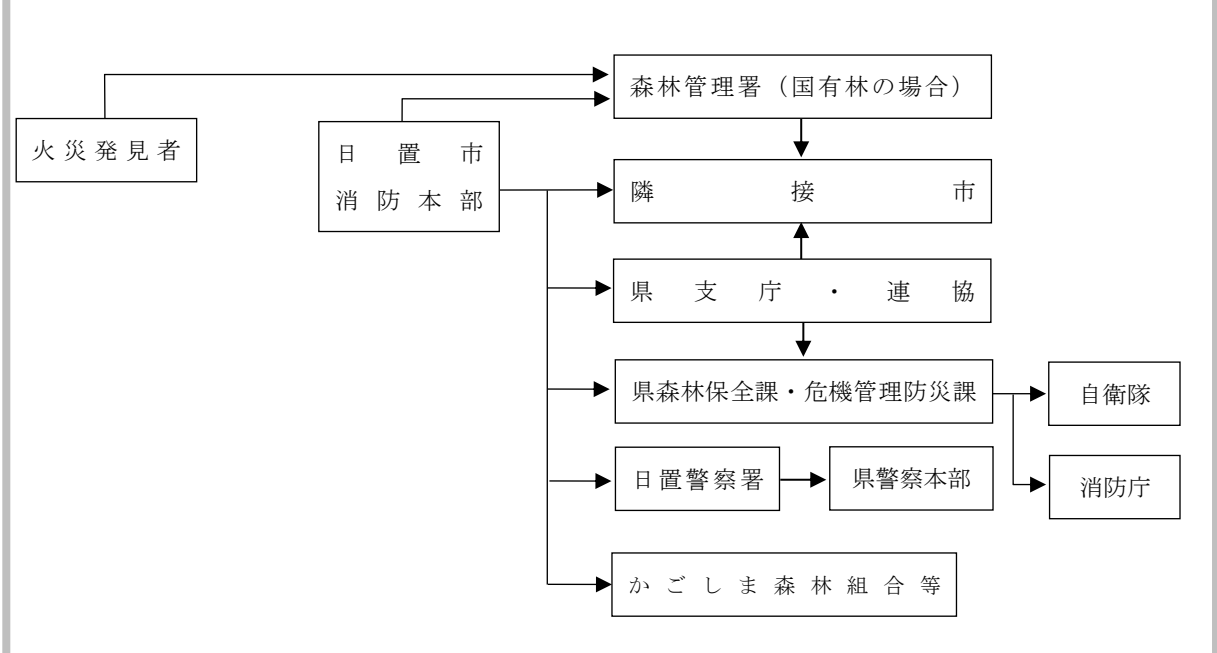 森林管理署（国有林の場合）
火災発見者
日置市
消防本部
隣接市
県支庁・連協
県森林保全課・危機管理防災課
自衛隊
日置警察署
県警察本部
消防庁
かごしま森林組合等